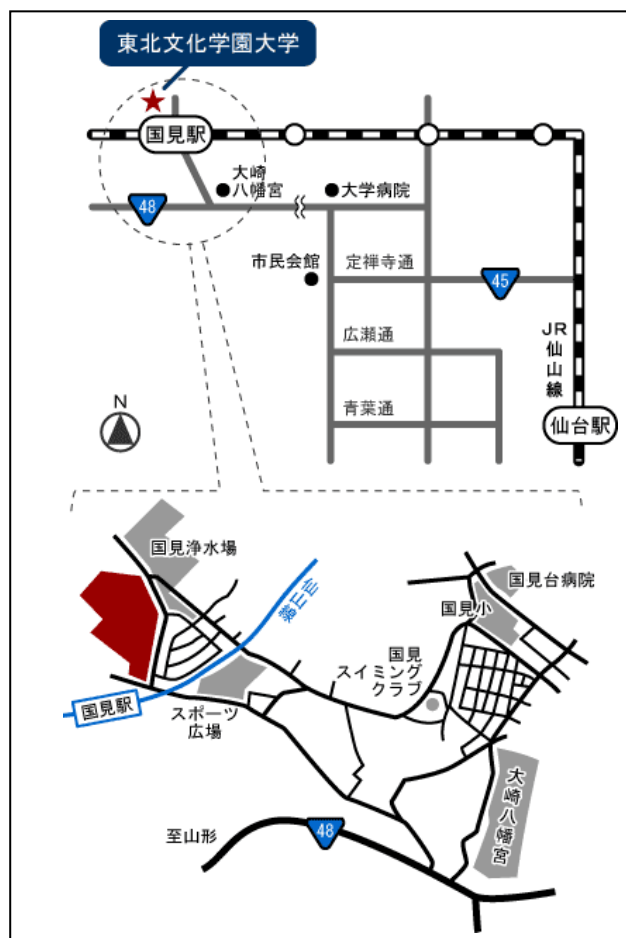 東北文化学園大学
国見駅
大崎
八幡宮
大学病院
48
市民会館
定禅寺通
45
広瀬通
JR
仙山線
青葉通
仙台駅
N
国見浄水場
国見台病院
仙山線
国見小
国見
スイミング
クラブ
国見駅
スポーツ
広場
大崎八幡宮
48
至山形